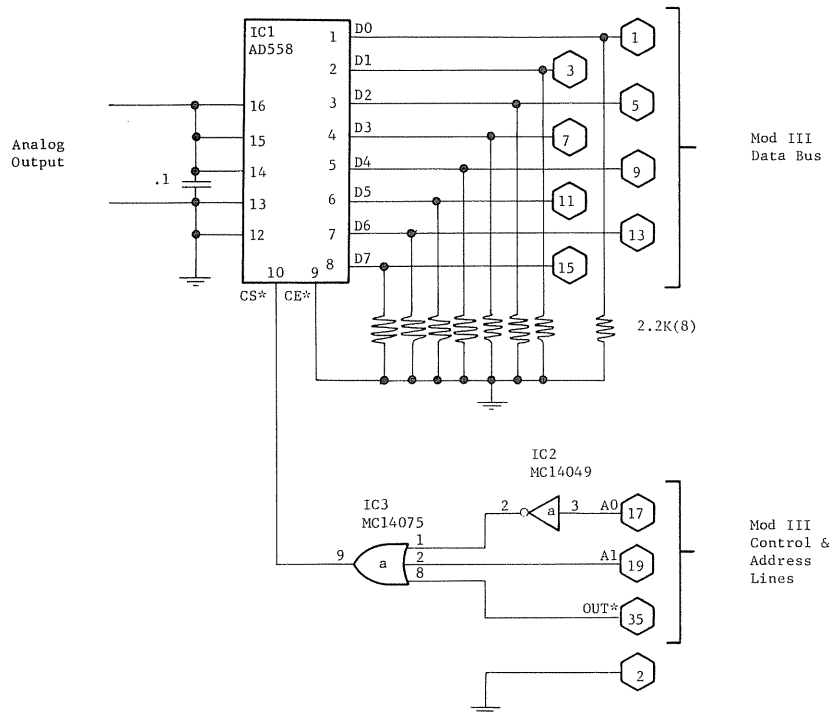 IC1
AD558
1 D0
2 D1
3 D2
4 D3
5 D4
6 D5
7 D6
8 D7
16
15
14
13
12
10 9
CS* CE*
.1
Analog
Output
1
3
5
7
9
11
13
15
Mod III
Data Bus
2.2K(8)
IC2
MC14049
2 a 3 A0 17
IC3
MC14075
9 a 1
2 A1 19
8 OUT* 35
2
Mod III
Control &
Address
Lines